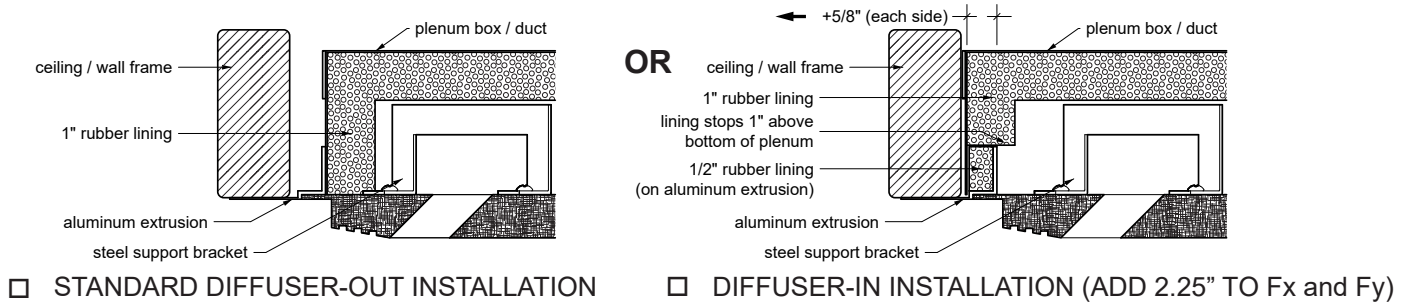 plenum box / duct
ceiling / wall frame
1" rubber lining
aluminum extrusion
steel support bracket
☐ STANDARD DIFFUSER-OUT INSTALLATION
OR
+5/8" (each side)
plenum box / duct
ceiling / wall frame
1" rubber lining
lining stops 1" above
bottom of plenum
1/2" rubber lining
(on aluminum extrusion)
aluminum extrusion
steel support bracket
☐ DIFFUSER-IN INSTALLATION (ADD 2.25” TO Fx and Fy)